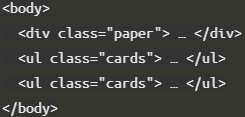 <body>
<div class="paper"> … </div>
<ul class="cards"> … </ul>
<ul class="cards"> … </ul>
</body>